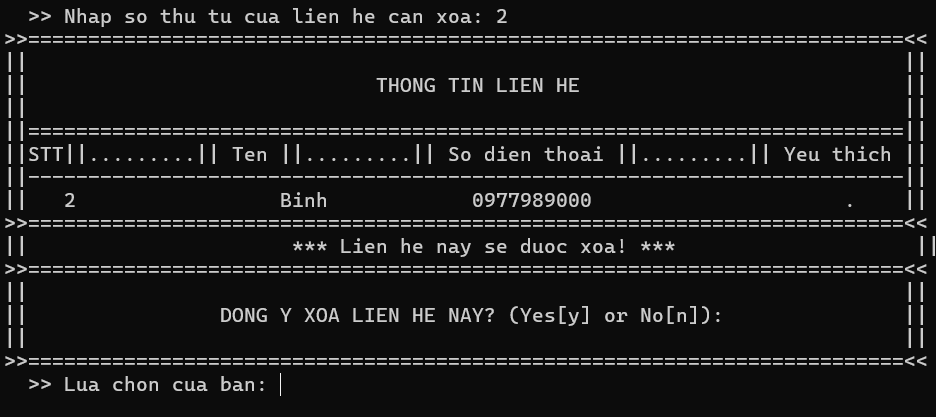 >> Nhap so thu tu cua lien he can xoa: 2
>>=========================================================================<<
||                                                                         ||
||                             THONG TIN LIEN HE                           ||
||                                                                         ||
||=========================================================================||
||STT||.........|| Ten ||.........|| So dien thoai ||.........|| Yeu thich ||
||-------------------------------------------------------------------------||
||   2                 Binh            0977989000                     .    ||
>>=========================================================================<<
||                      *** Lien he nay se duoc xoa! ***                    ||
>>=========================================================================<<
||                                                                         ||
||                DONG Y XOA LIEN HE NAY? (Yes[y] or No[n]):               ||
||                                                                         ||
>>=========================================================================<<
>> Lua chon cua ban: